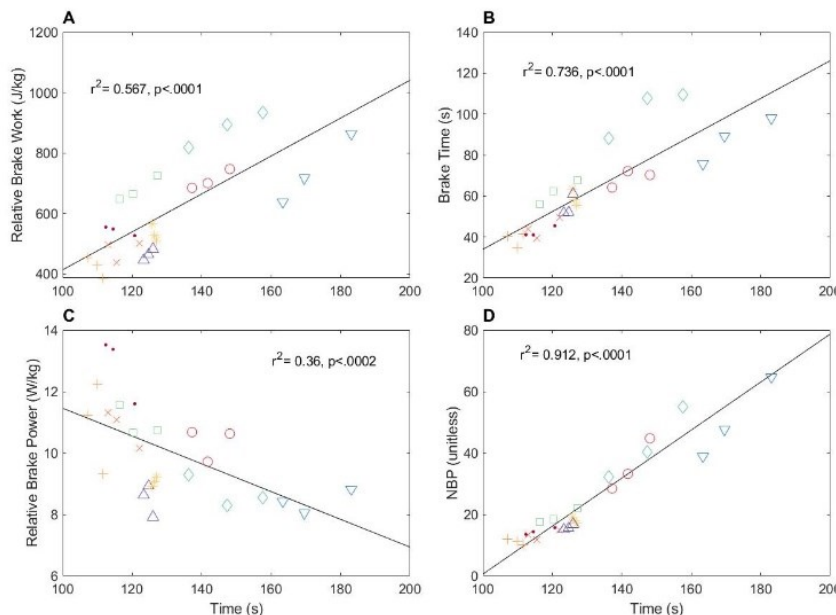 A
1200
1000
800
600
400
Relative Brake Work (J/kg)
r²= 0.567, p<.0001
100 120 140 160 180 200
B
140
120
100
80
60
40
20
Brake Time (s)
r²= 0.736, p<.0001
100 120 140 160 180 200
C
14
12
10
8
6
Relative Brake Power (W/kg)
r²= 0.36, p<.0002
100 120 140 160 180 200
Time (s)
D
80
60
40
20
0
NBP (unitless)
r²= 0.912, p<.0001
100 120 140 160 180 200
Time (s)